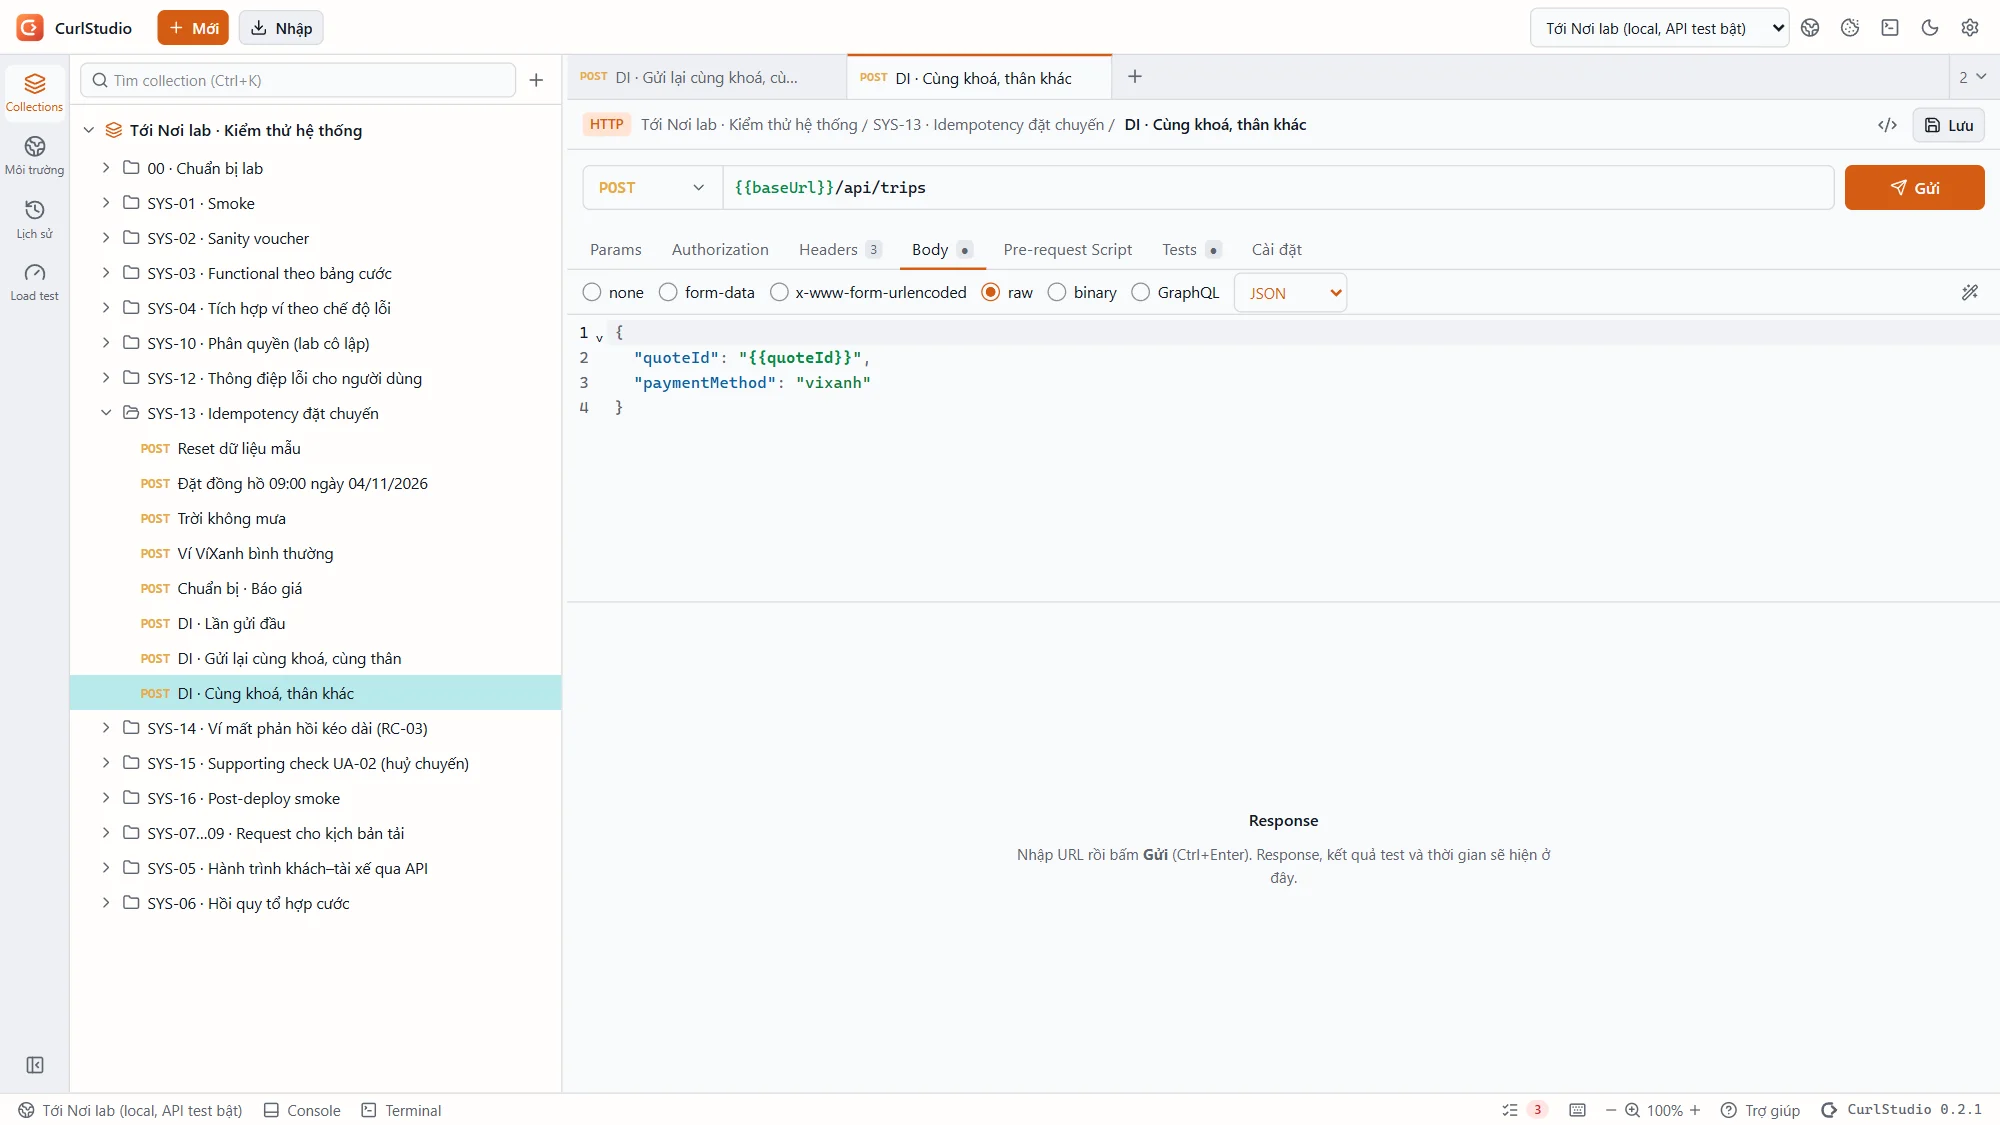 CurlStudio
Mới
Nhập
Tới Nơi lab (local, API test bật)
Collections
Môi trường
Lịch sử
Load test
Tìm collection (Ctrl+K)
Tới Nơi lab · Kiểm thử hệ thống
00 · Chuẩn bị lab
SYS-01 · Smoke
SYS-02 · Sanity voucher
SYS-03 · Functional theo bảng cước
SYS-04 · Tích hợp ví theo chế độ lỗi
SYS-10 · Phân quyền (lab cô lập)
SYS-12 · Thông điệp lỗi cho người dùng
SYS-13 · Idempotency đặt chuyến
POST Reset dữ liệu mẫu
POST Đặt đồng hồ 09:00 ngày 04/11/2026
POST Trời không mưa
POST Ví VíXanh bình thường
POST Chuẩn bị · Báo giá
POST DI · Lần gửi đầu
POST DI · Gửi lại cùng khoá, cùng thân
POST DI · Cùng khoá, thân khác
SYS-14 · Ví mất phản hồi kéo dài (RC-03)
SYS-15 · Supporting check UA-02 (huỷ chuyến)
SYS-16 · Post-deploy smoke
SYS-07…09 · Request cho kịch bản tải
SYS-05 · Hành trình khách–tài xế qua API
SYS-06 · Hồi quy tổ hợp cước
POST DI · Gửi lại cùng khoá, cù...
POST DI · Cùng khoá, thân khác
2
HTTP Tới Nơi lab · Kiểm thử hệ thống / SYS-13 · Idempotency đặt chuyến / DI · Cùng khoá, thân khác
</> Lưu
POST {{baseUrl}}/api/trips
Gửi
Params Authorization Headers 3 Body Pre-request Script Tests Cài đặt
none form-data x-www-form-urlencoded raw binary GraphQL JSON
1 {
2 "quoteId": "{{quoteId}}",
3 "paymentMethod": "vixanh"
4 }
Response
Nhập URL rồi bấm Gửi (Ctrl+Enter). Response, kết quả test và thời gian sẽ hiện ở
đây.
Tới Nơi lab (local, API test bật) Console Terminal
3 100% Trợ giúp CurlStudio 0.2.1